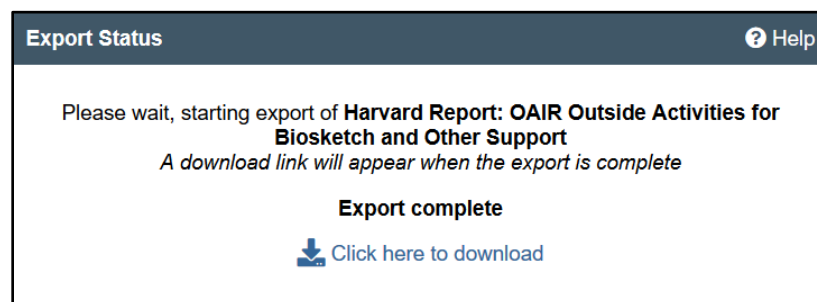 Export Status
Help
Please wait, starting export of Harvard Report: OAIR Outside Activities for
Biosketch and Other Support
A download link will appear when the export is complete
Export complete
Click here to download